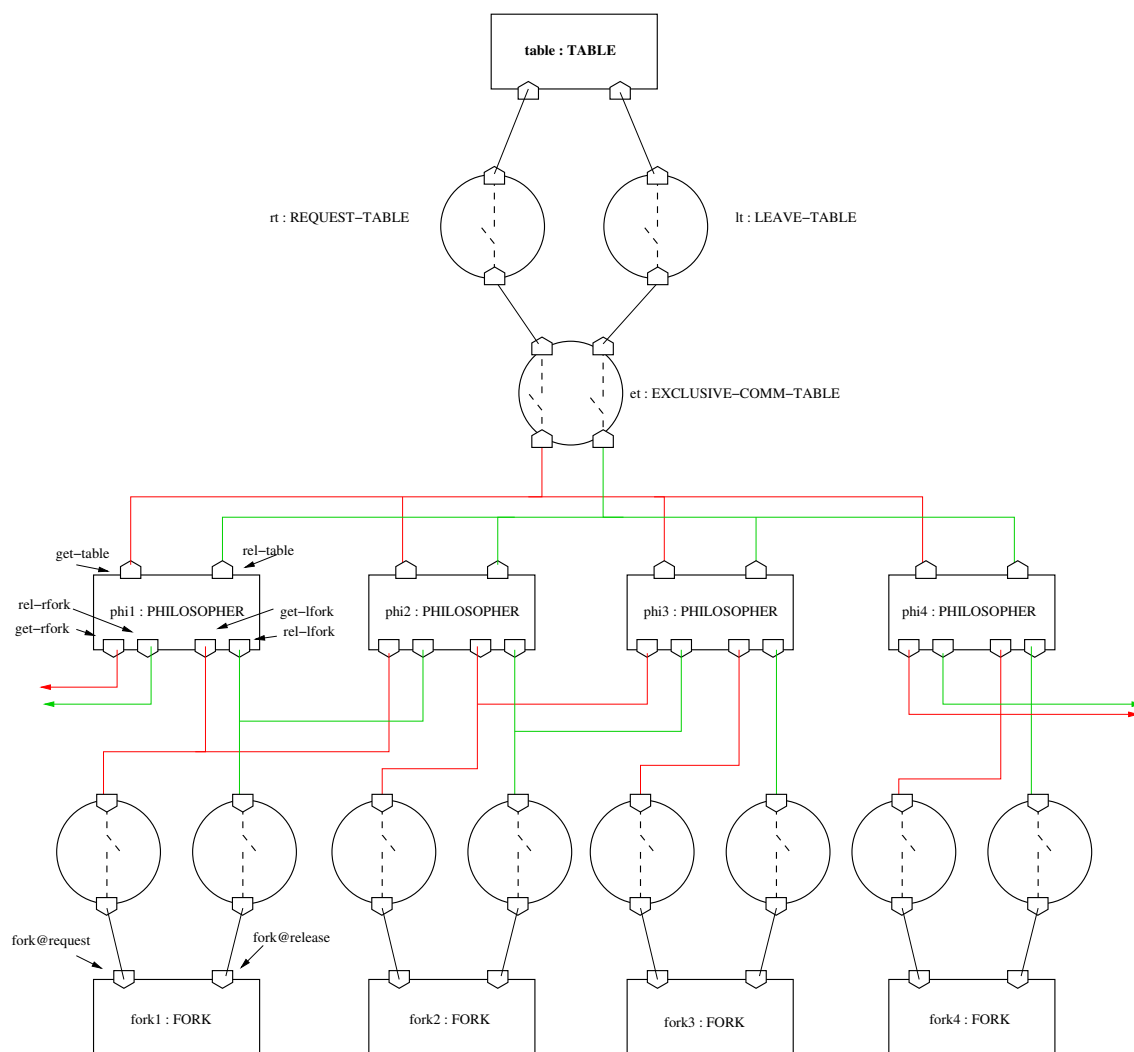 table : TABLE
rt : REQUEST−TABLE
lt : LEAVE−TABLE
et : EXCLUSIVE−COMM−TABLE
get−table
rel−table
rel−rfork
get−rfork
phi1 : PHILOSOPHER
get−lfork
rel−lfork
phi2 : PHILOSOPHER
phi3 : PHILOSOPHER
phi4 : PHILOSOPHER
fork@request
fork@release
fork1 : FORK
fork2 : FORK
fork3 : FORK
fork4 : FORK